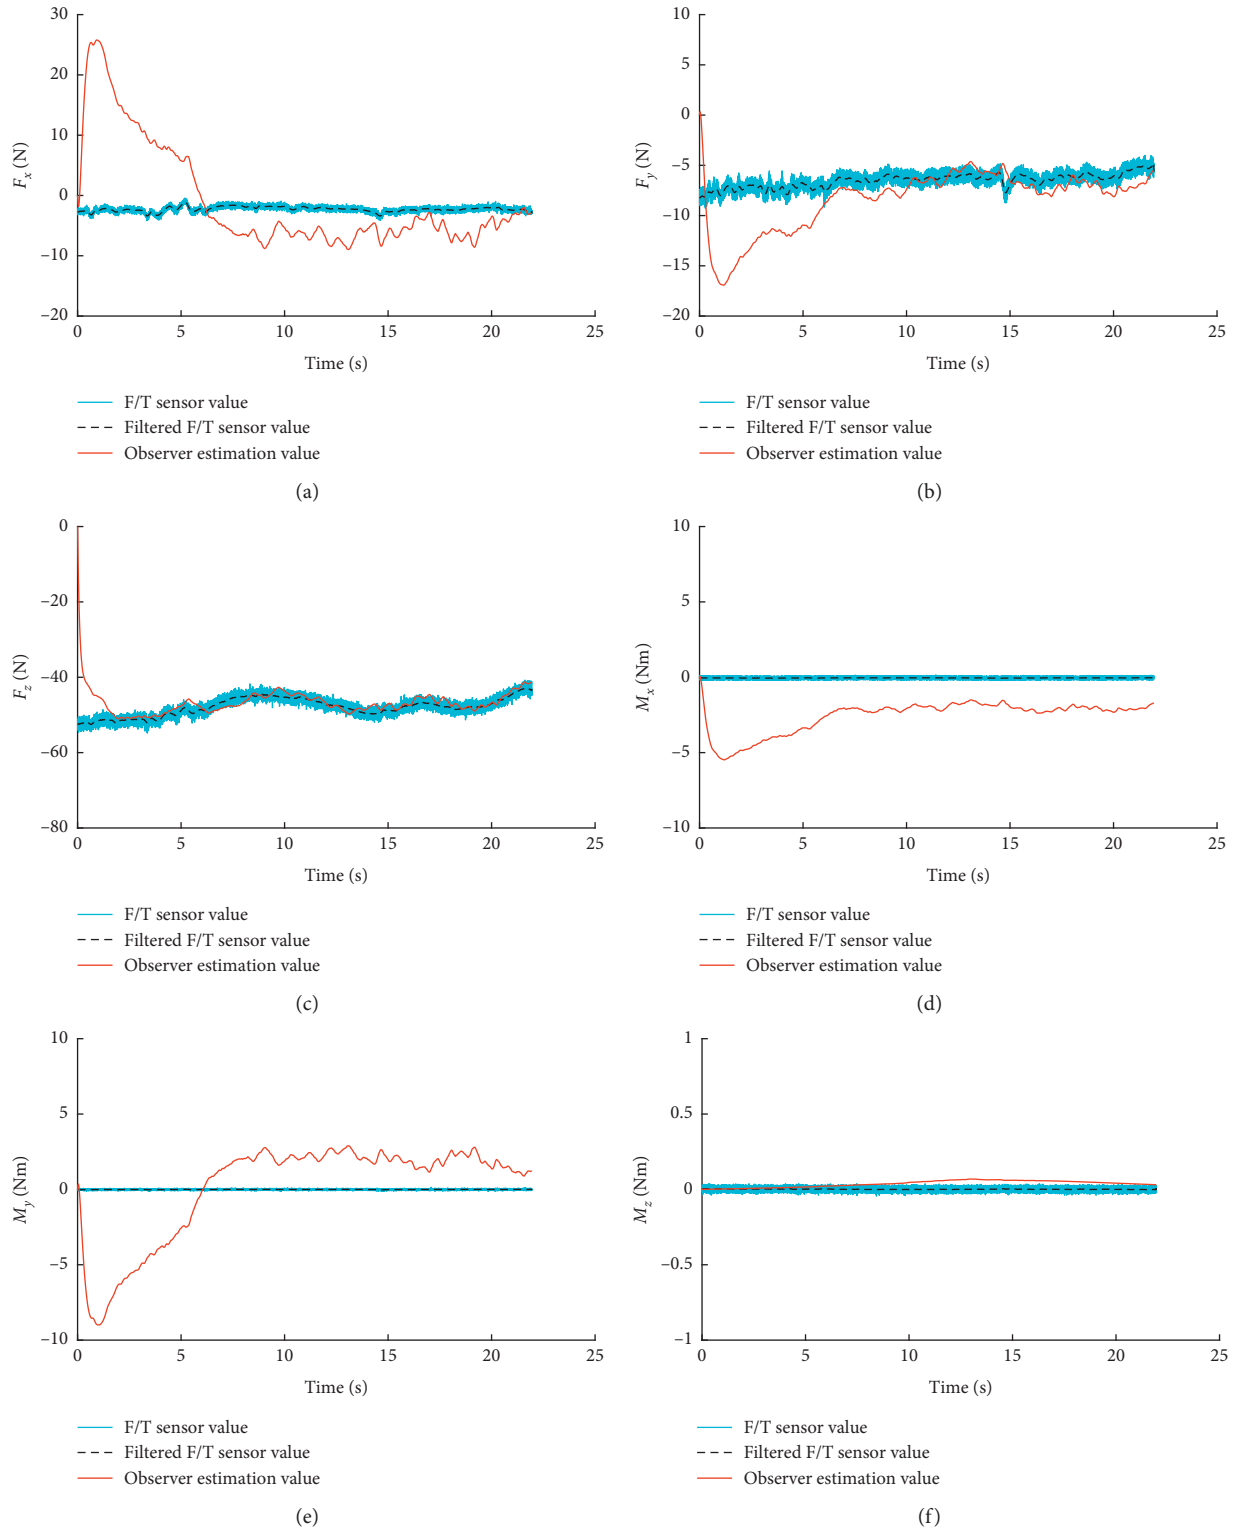 30
20
10
0
−10
−20
F_x (N)
0 5 10 15 20 25
Time (s)
F/T sensor value
Filtered F/T sensor value
Observer estimation value
(a)
10
5
0
−5
−10
−15
−20
F_y (N)
0 5 10 15 20 25
Time (s)
F/T sensor value
Filtered F/T sensor value
Observer estimation value
(b)
0
−20
−40
−60
−80
F_z (N)
0 5 10 15 20 25
Time (s)
F/T sensor value
Filtered F/T sensor value
Observer estimation value
(c)
10
5
0
−5
−10
M_x (Nm)
0 5 10 15 20 25
Time (s)
F/T sensor value
Filtered F/T sensor value
Observer estimation value
(d)
10
5
0
−5
−10
M_y (Nm)
0 5 10 15 20 25
Time (s)
F/T sensor value
Filtered F/T sensor value
Observer estimation value
(e)
1
0.5
0
−0.5
−1
M_z (Nm)
0 5 10 15 20 25
Time (s)
F/T sensor value
Filtered F/T sensor value
Observer estimation value
(f)